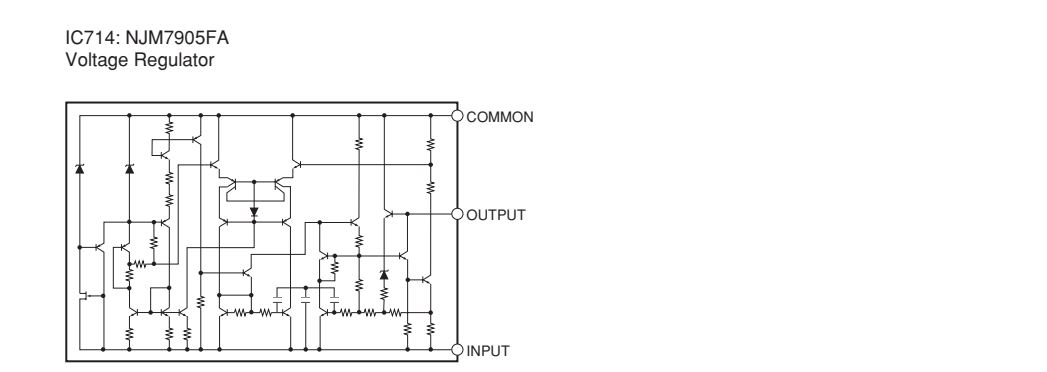 IC714: NJM7905FA
Voltage Regulator
COMMON
OUTPUT
INPUT